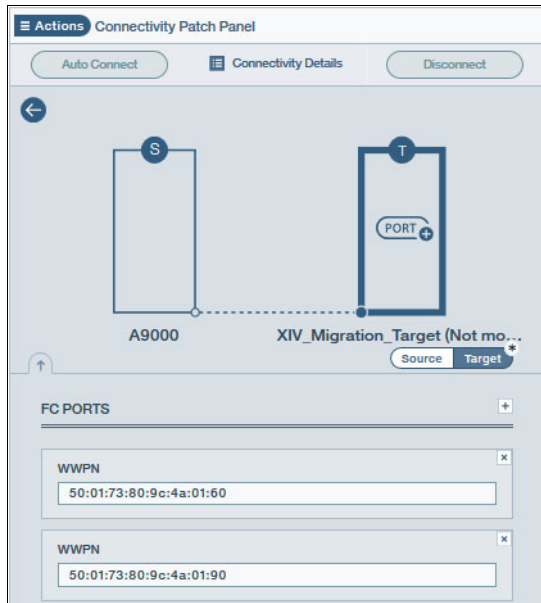 Actions Connectivity Patch Panel
Auto Connect Connectivity Details Disconnect
S T
PORT
A9000 XIV_Migration_Target (Not mo...
Source Target *
FC PORTS
WWPN
50:01:73:80:9c:4a:01:60
WWPN
50:01:73:80:9c:4a:01:90